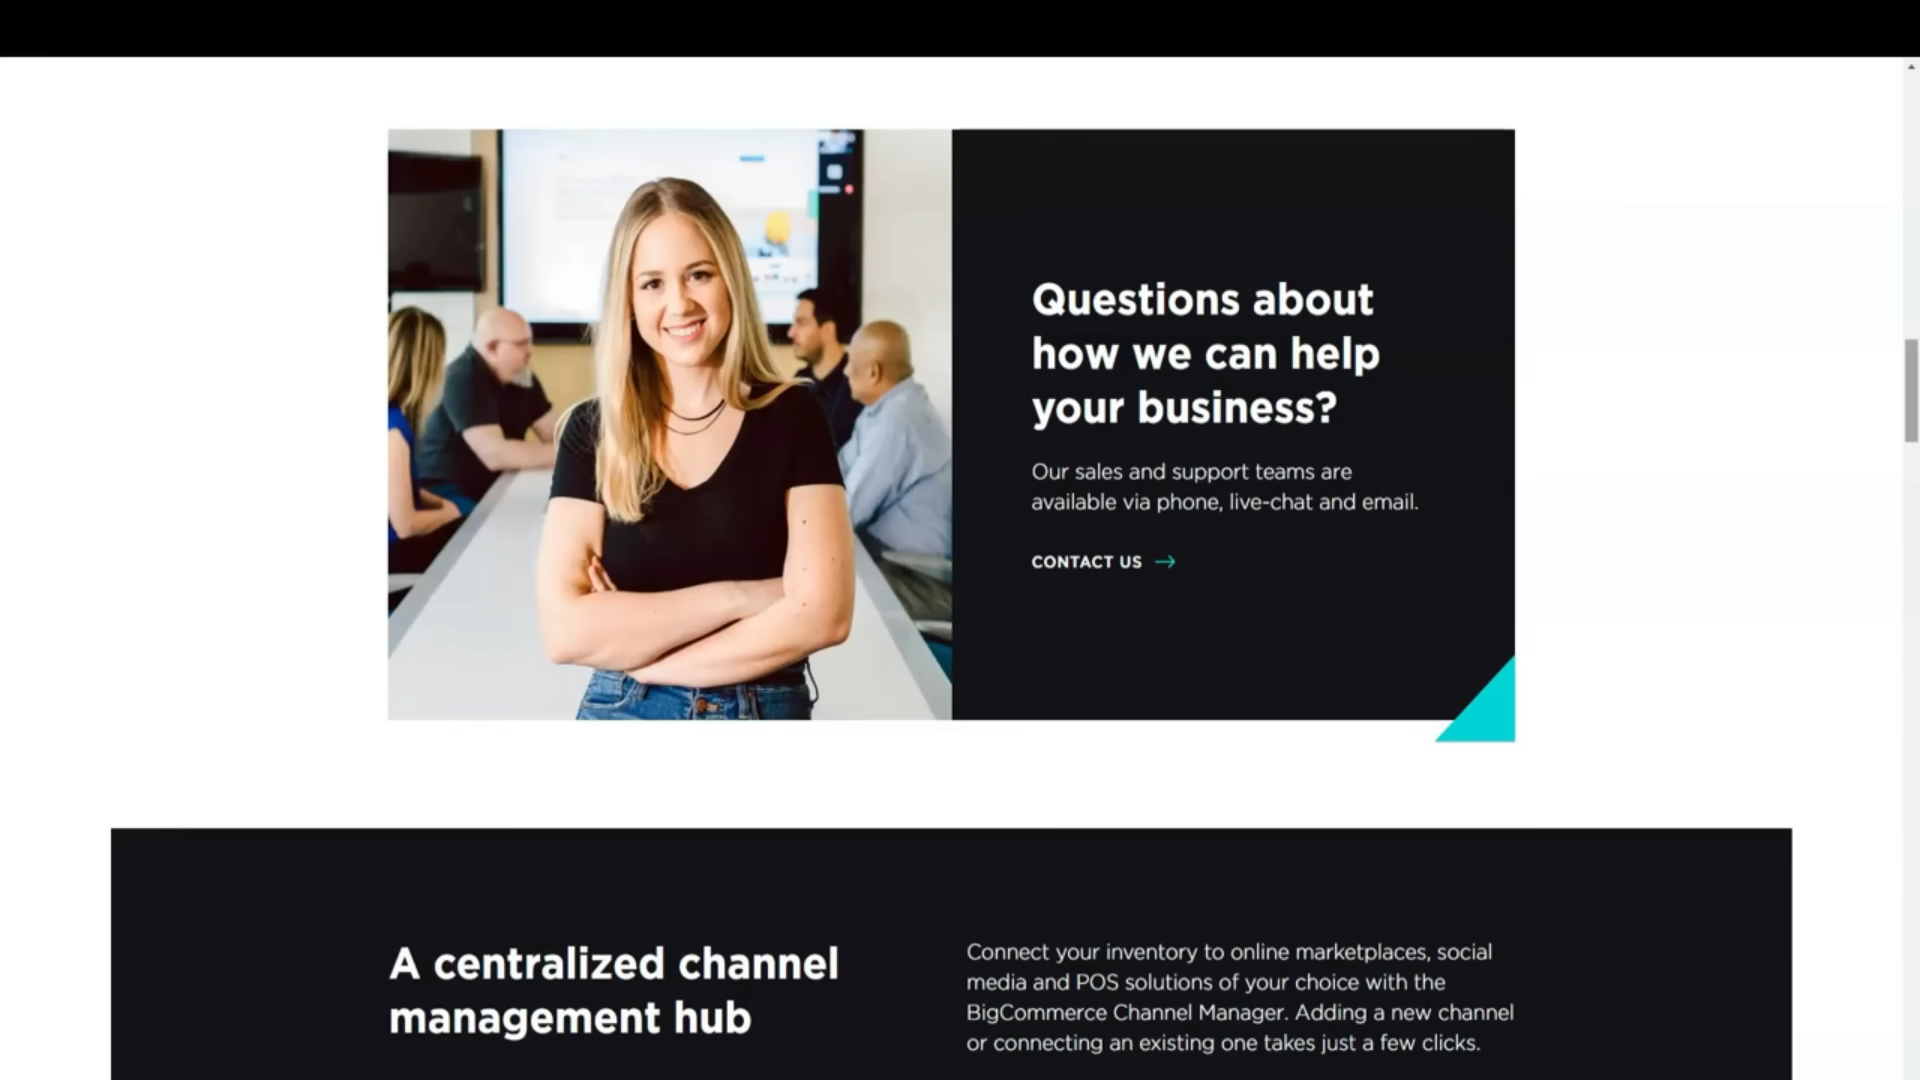 Questions about
how we can help
your business?
Our sales and support teams are
available via phone, live-chat and email.
CONTACT US
A centralized channel
management hub
Connect your inventory to online marketplaces, social
media and POS solutions of your choice with the
BigCommerce Channel Manager. Adding a new channel
or connecting an existing one takes just a few clicks.